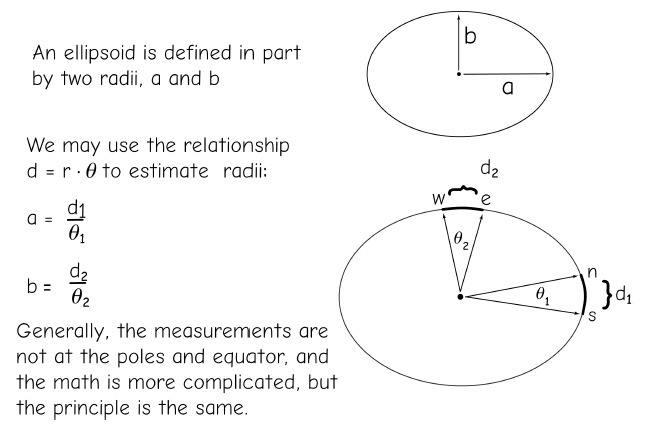 An ellipsoid is defined in part
by two radii, a and b
b
a
We may use the relationship
d = r · θ to estimate radii:
a = d1/θ1
b = d2/θ2
Generally, the measurements are
not at the poles and equator, and
the math is more complicated, but
the principle is the same.
d2
w e
θ2
n
θ1
d1
s